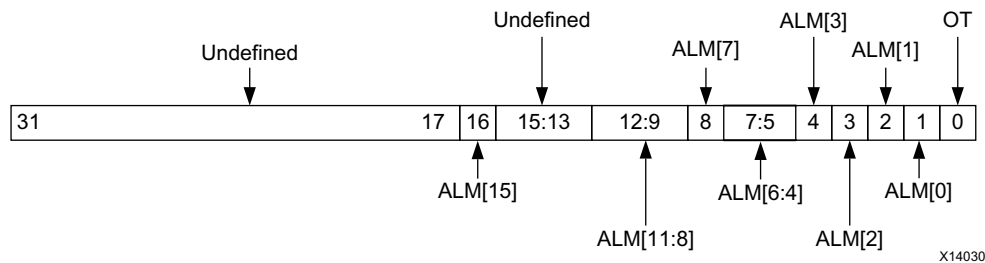 Undefined
Undefined
ALM[7]
ALM[3]
ALM[1]
OT
31 17 16 15:13 12:9 8 7:5 4 3 2 1 0
ALM[15]
ALM[11:8]
ALM[6:4]
ALM[2]
ALM[0]
X14030